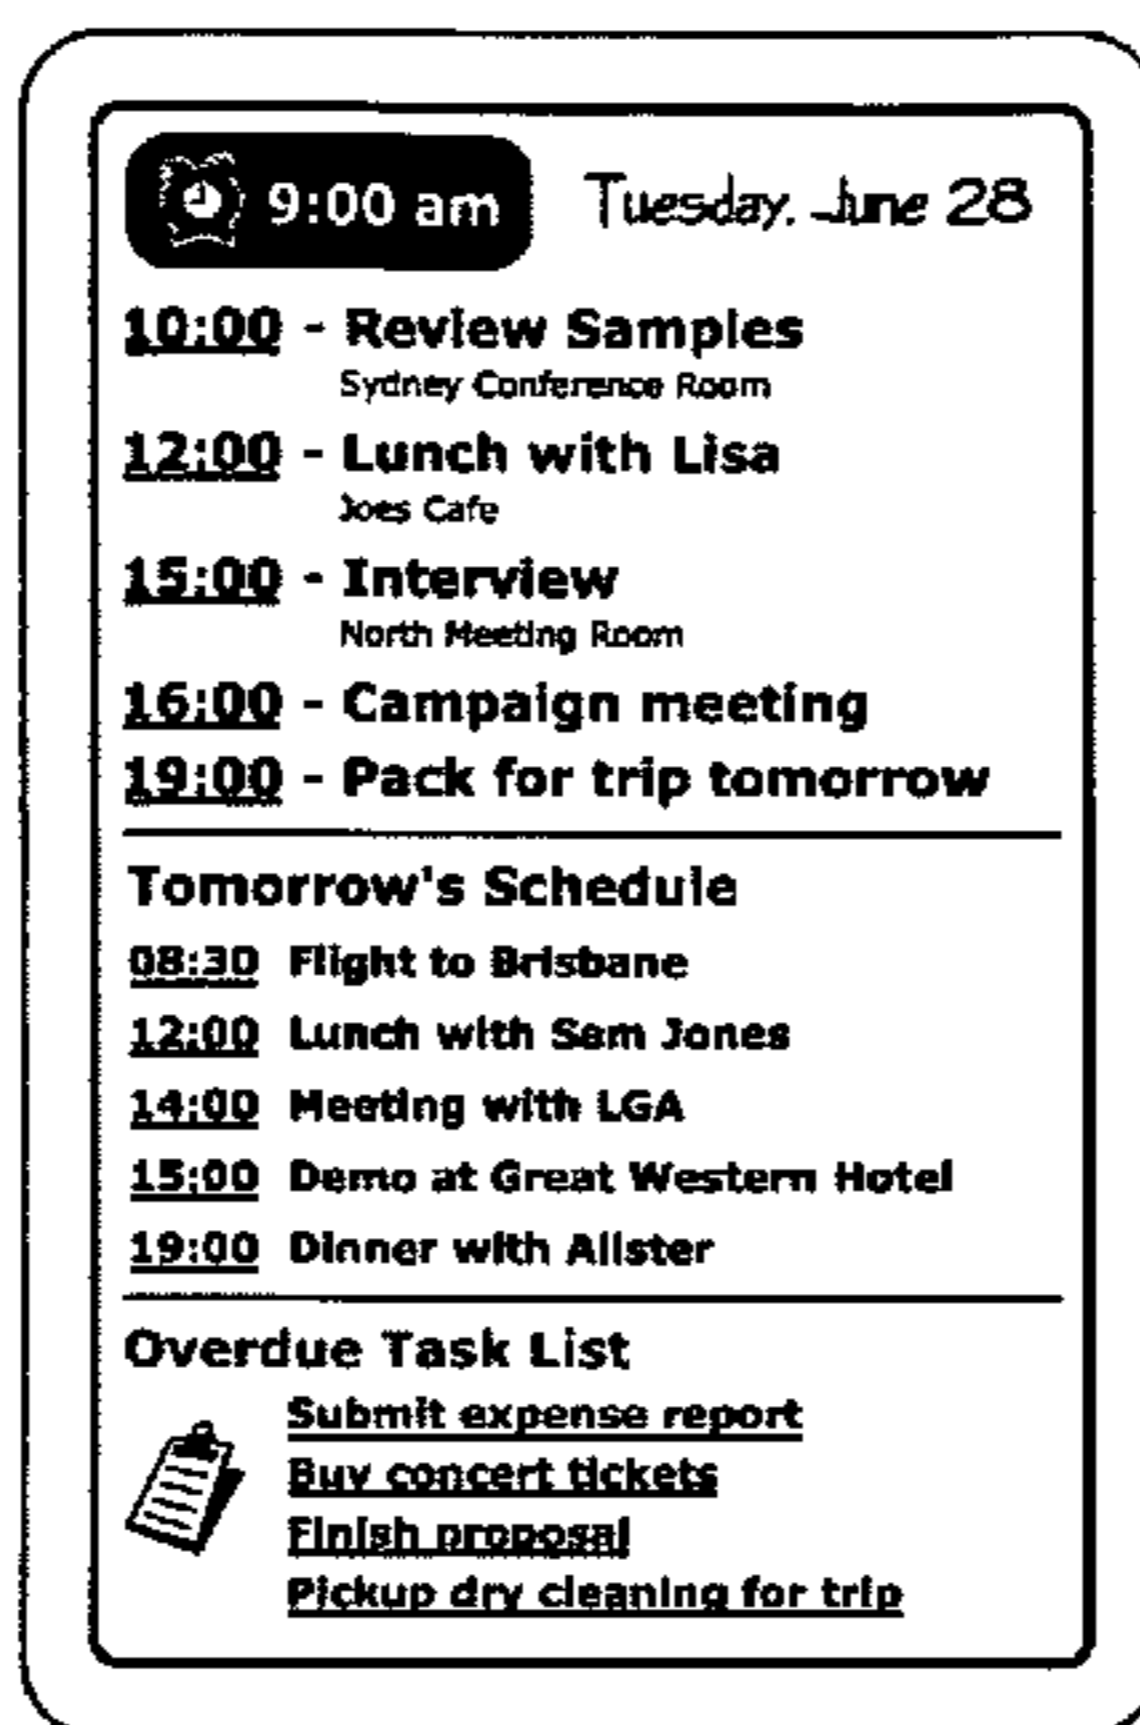 9:00 am Tuesday, June 28
10:00 - Review Samples
Sydney Conference Room
12:00 - Lunch with Lisa
Joes Cafe
15:00 - Interview
North Meeting Room
16:00 - Campaign meeting
19:00 - Pack for trip tomorrow
Tomorrow's Schedule
08:30 Flight to Brisbane
12:00 Lunch with Sam Jones
14:00 Meeting with LGA
15:00 Demo at Great Western Hotel
19:00 Dinner with Alister
Overdue Task List
Submit expense report
Buy concert tickets
Finish proposal
Pickup dry cleaning for trip